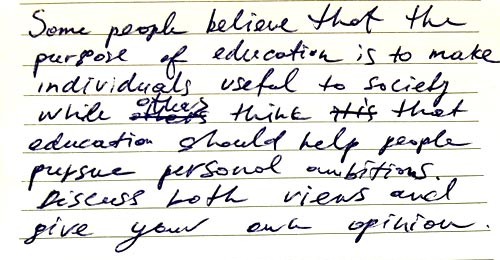 Some people believe that the
purpose of education is to make
individuals useful to society
while others think that
education should help people
pursue personal ambitions.
Discuss both views and
give your own opinion.